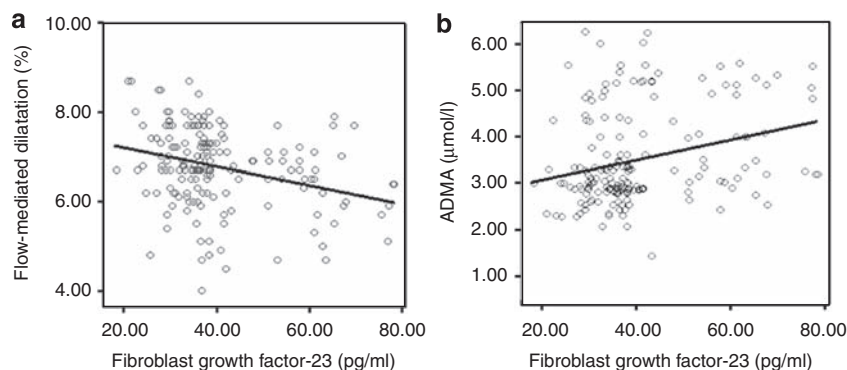 a
10.00
8.00
6.00
4.00
Flow-mediated dilatation (%)
20.00 40.00 60.00 80.00
Fibroblast growth factor-23 (pg/ml)
b
6.00
5.00
4.00
3.00
2.00
1.00
ADMA (μmol/l)
20.00 40.00 60.00 80.00
Fibroblast growth factor-23 (pg/ml)